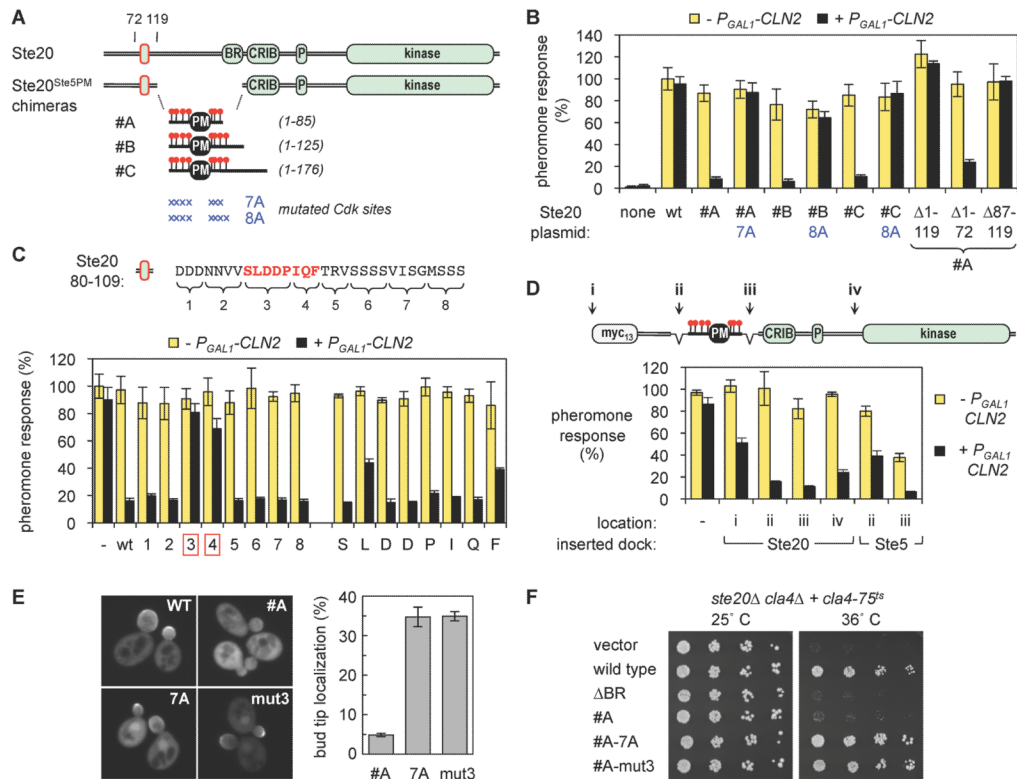 A
72 119
Ste20
BR
CRIB
P
kinase
Ste20Ste5PM
chimeras
CRIB
P
kinase
#A
PM
(1-85)
#B
PM
(1-125)
#C
PM
(1-176)
xxxx xxx 7A
xxxx xxxx 8A
mutated Cdk sites
B
- PGAL1-CLN2 + PGAL1-CLN2
pheromone response
(%)
140
120
100
80
60
40
20
0
Ste20
plasmid:
none wt #A #A #B #B #C #C Δ1- Δ1- Δ87-
7A 8A 8A 119 72 119
#A
C
Ste20
80-109:
DDDNNVVSLDDPIQFTRVSSSSVISGMSSS
1 2 3 4 5 6 7 8
- PGAL1-CLN2 + PGAL1-CLN2
pheromone response (%)
120
100
80
60
40
20
0
- wt 1 2 3 4 5 6 7 8 S L D D P I Q F
D
i ii iii iv
myc13
PM
CRIB
P
kinase
pheromone
response
(%)
120
100
80
60
40
20
0
- PGAL1
CLN2
+ PGAL1
CLN2
location: - i ii iii iv ii iii
inserted dock: Ste20 Ste5
E
WT
#A
7A
mut3
bud tip localization (%)
40
30
20
10
0
#A 7A mut3
F
ste20Δ cla4Δ + cla4-75ts
25° C 36° C
vector
wild type
ΔBR
#A
#A-7A
#A-mut3